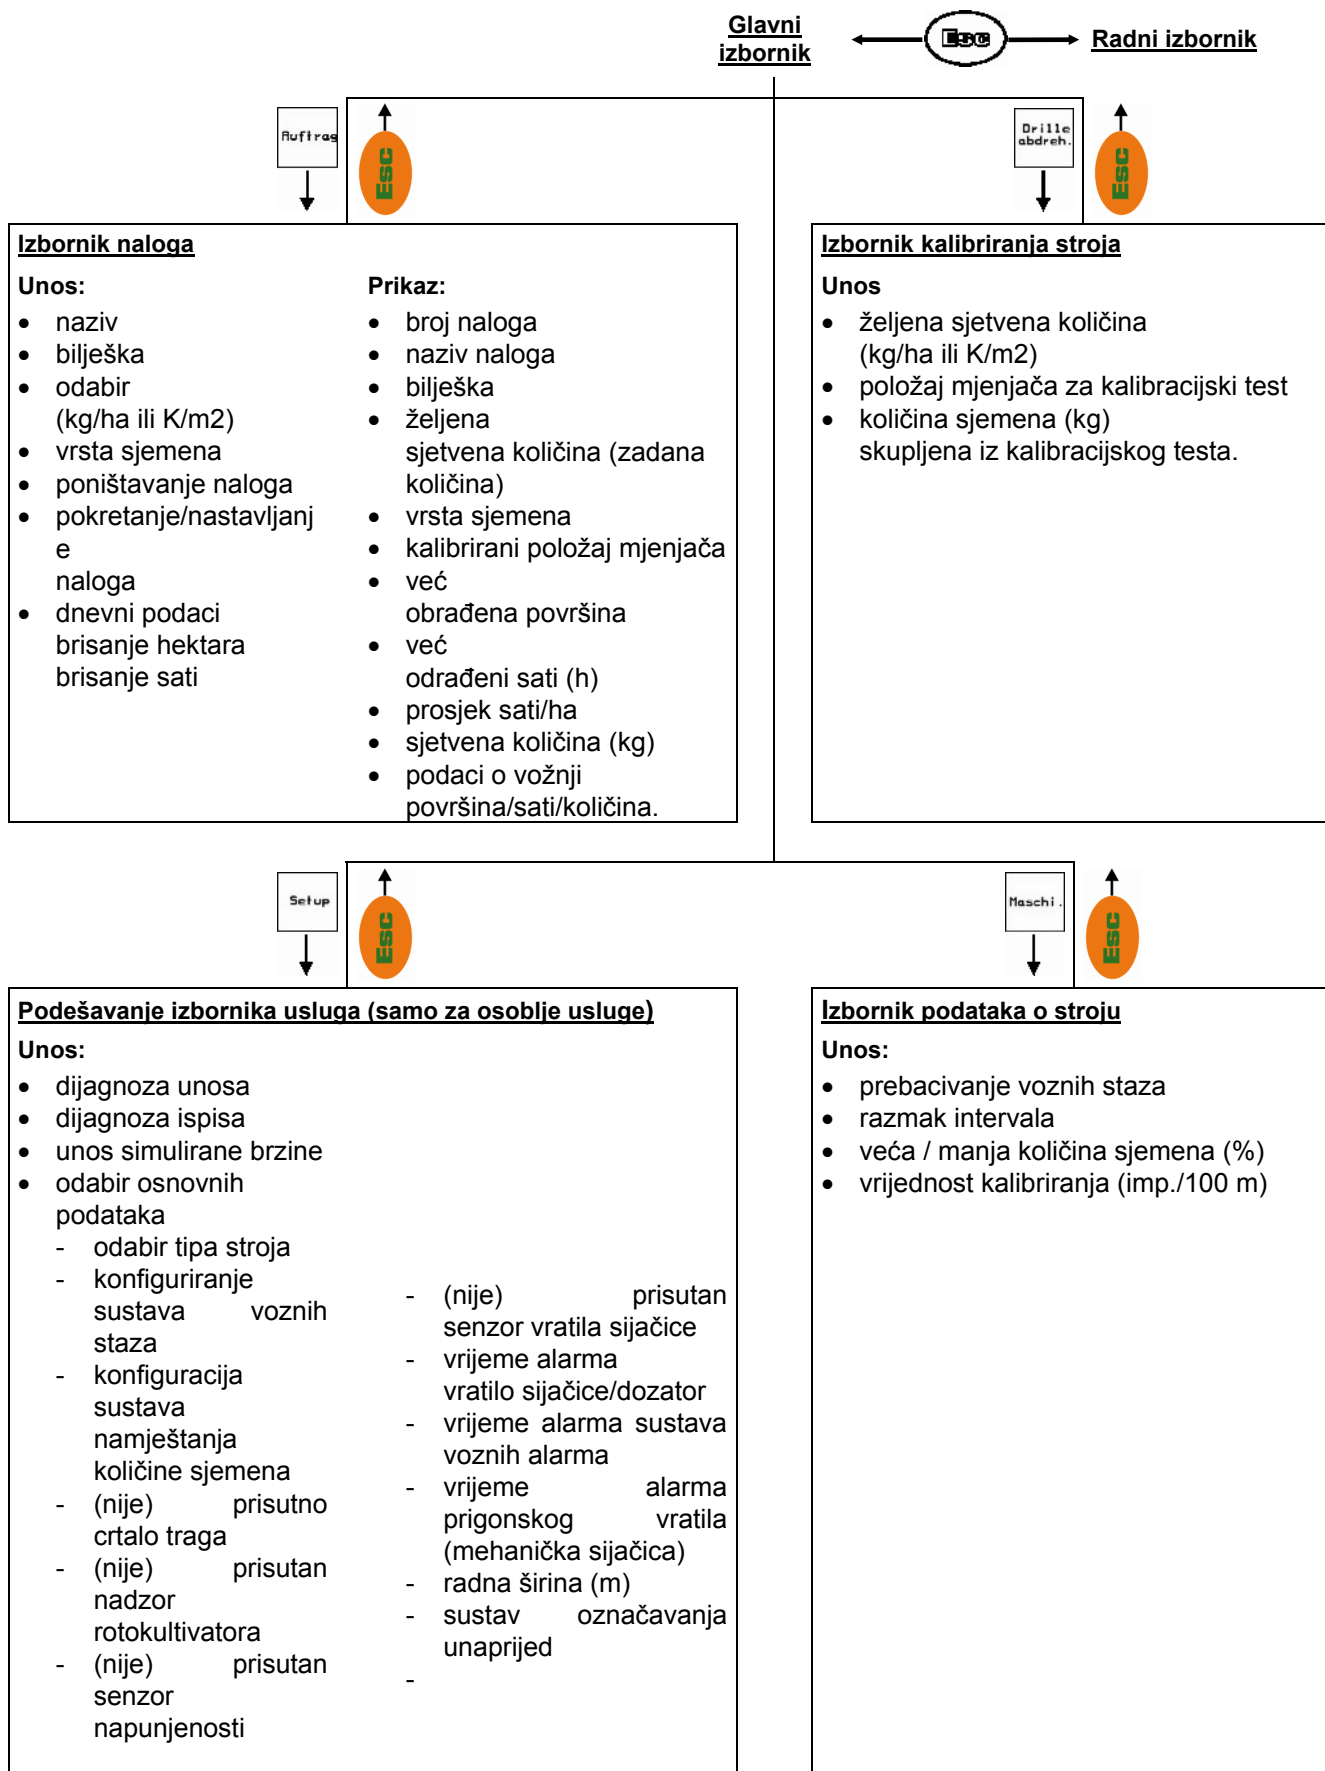 Glavni
izbornik
Esc
Radni izbornik
Auftrag
Esc
Drille
abdreh.
Esc
Izbornik naloga
Unos:
• naziv
• bilješka
• odabir
(kg/ha ili K/m2)
• vrsta sjemena
• poništavanje naloga
• pokretanje/nastavljanj
e
naloga
• dnevni podaci
brisanje hektara
brisanje sati
Prikaz:
• broj naloga
• naziv naloga
• bilješka
• željena
sjetvena količina (zadana
količina)
• vrsta sjemena
• kalibrirani položaj mjenjača
• već
obrađena površina
• već
odrađeni sati (h)
• prosjek sati/ha
• sjetvena količina (kg)
• podaci o vožnji
površina/sati/količina.
Izbornik kalibriranja stroja
Unos
• željena sjetvena količina
(kg/ha ili K/m2)
• položaj mjenjača za kalibracijski test
• količina sjemena (kg)
skupljena iz kalibracijskog testa.
Setup
Esc
Maschi.
Esc
Podešavanje izbornika usluga (samo za osoblje usluge)
Unos:
• dijagnoza unosa
• dijagnoza ispisa
• unos simulirane brzine
• odabir osnovnih
podataka
- odabir tipa stroja
- konfiguriranje
sustava voznih
staza
- konfiguracija
sustava
namještanja
količine sjemena
- (nije) prisutno
crtalo traga
- (nije) prisutan
nadzor
rotokultivatora
- (nije) prisutan
senzor
napunjenosti
- (nije) prisutan
senzor vratila sijačice
- vrijeme alarma
vratilo sijačice/dozator
- vrijeme alarma sustava
voznih alarma
- vrijeme alarma
prigonskog vratila
(mehanička sijačica)
- radna širina (m)
- sustav označavanja
unaprijed
-
Izbornik podataka o stroju
Unos:
• prebacivanje voznih staza
• razmak intervala
• veća / manja količina sjemena (%)
• vrijednost kalibriranja (imp./100 m)